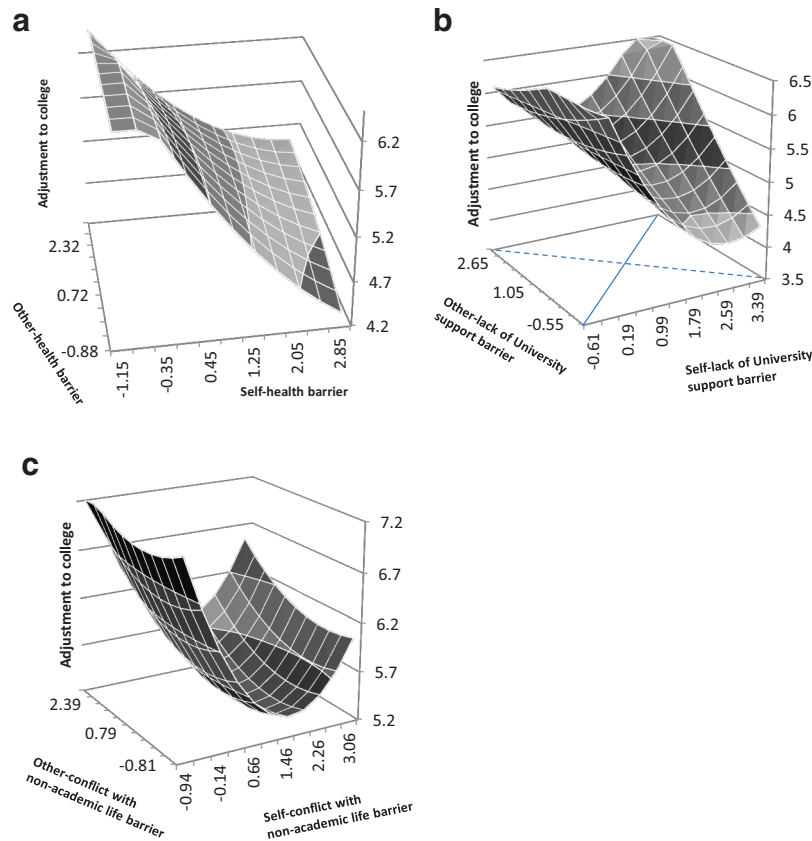 a
Adjustment to college
6.2
5.7
5.2
4.7
4.2
2.32
0.72
-0.88
Other-health barrier
-1.15
-0.35
0.45
1.25
2.05
2.85
Self-health barrier
b
Adjustment to college
6.5
6
5.5
5
4.5
4
3.5
2.65
1.05
-0.55
Other-lack of University
support barrier
-0.61
0.19
0.99
1.79
2.59
3.39
Self-lack of University
support barrier
c
Adjustment to college
7.2
6.7
6.2
5.7
5.2
2.39
0.79
-0.81
Other-conflict with
non-academic life barrier
-0.94
-0.14
0.66
1.46
2.26
3.06
Self-conflict with
non-academic life barrier